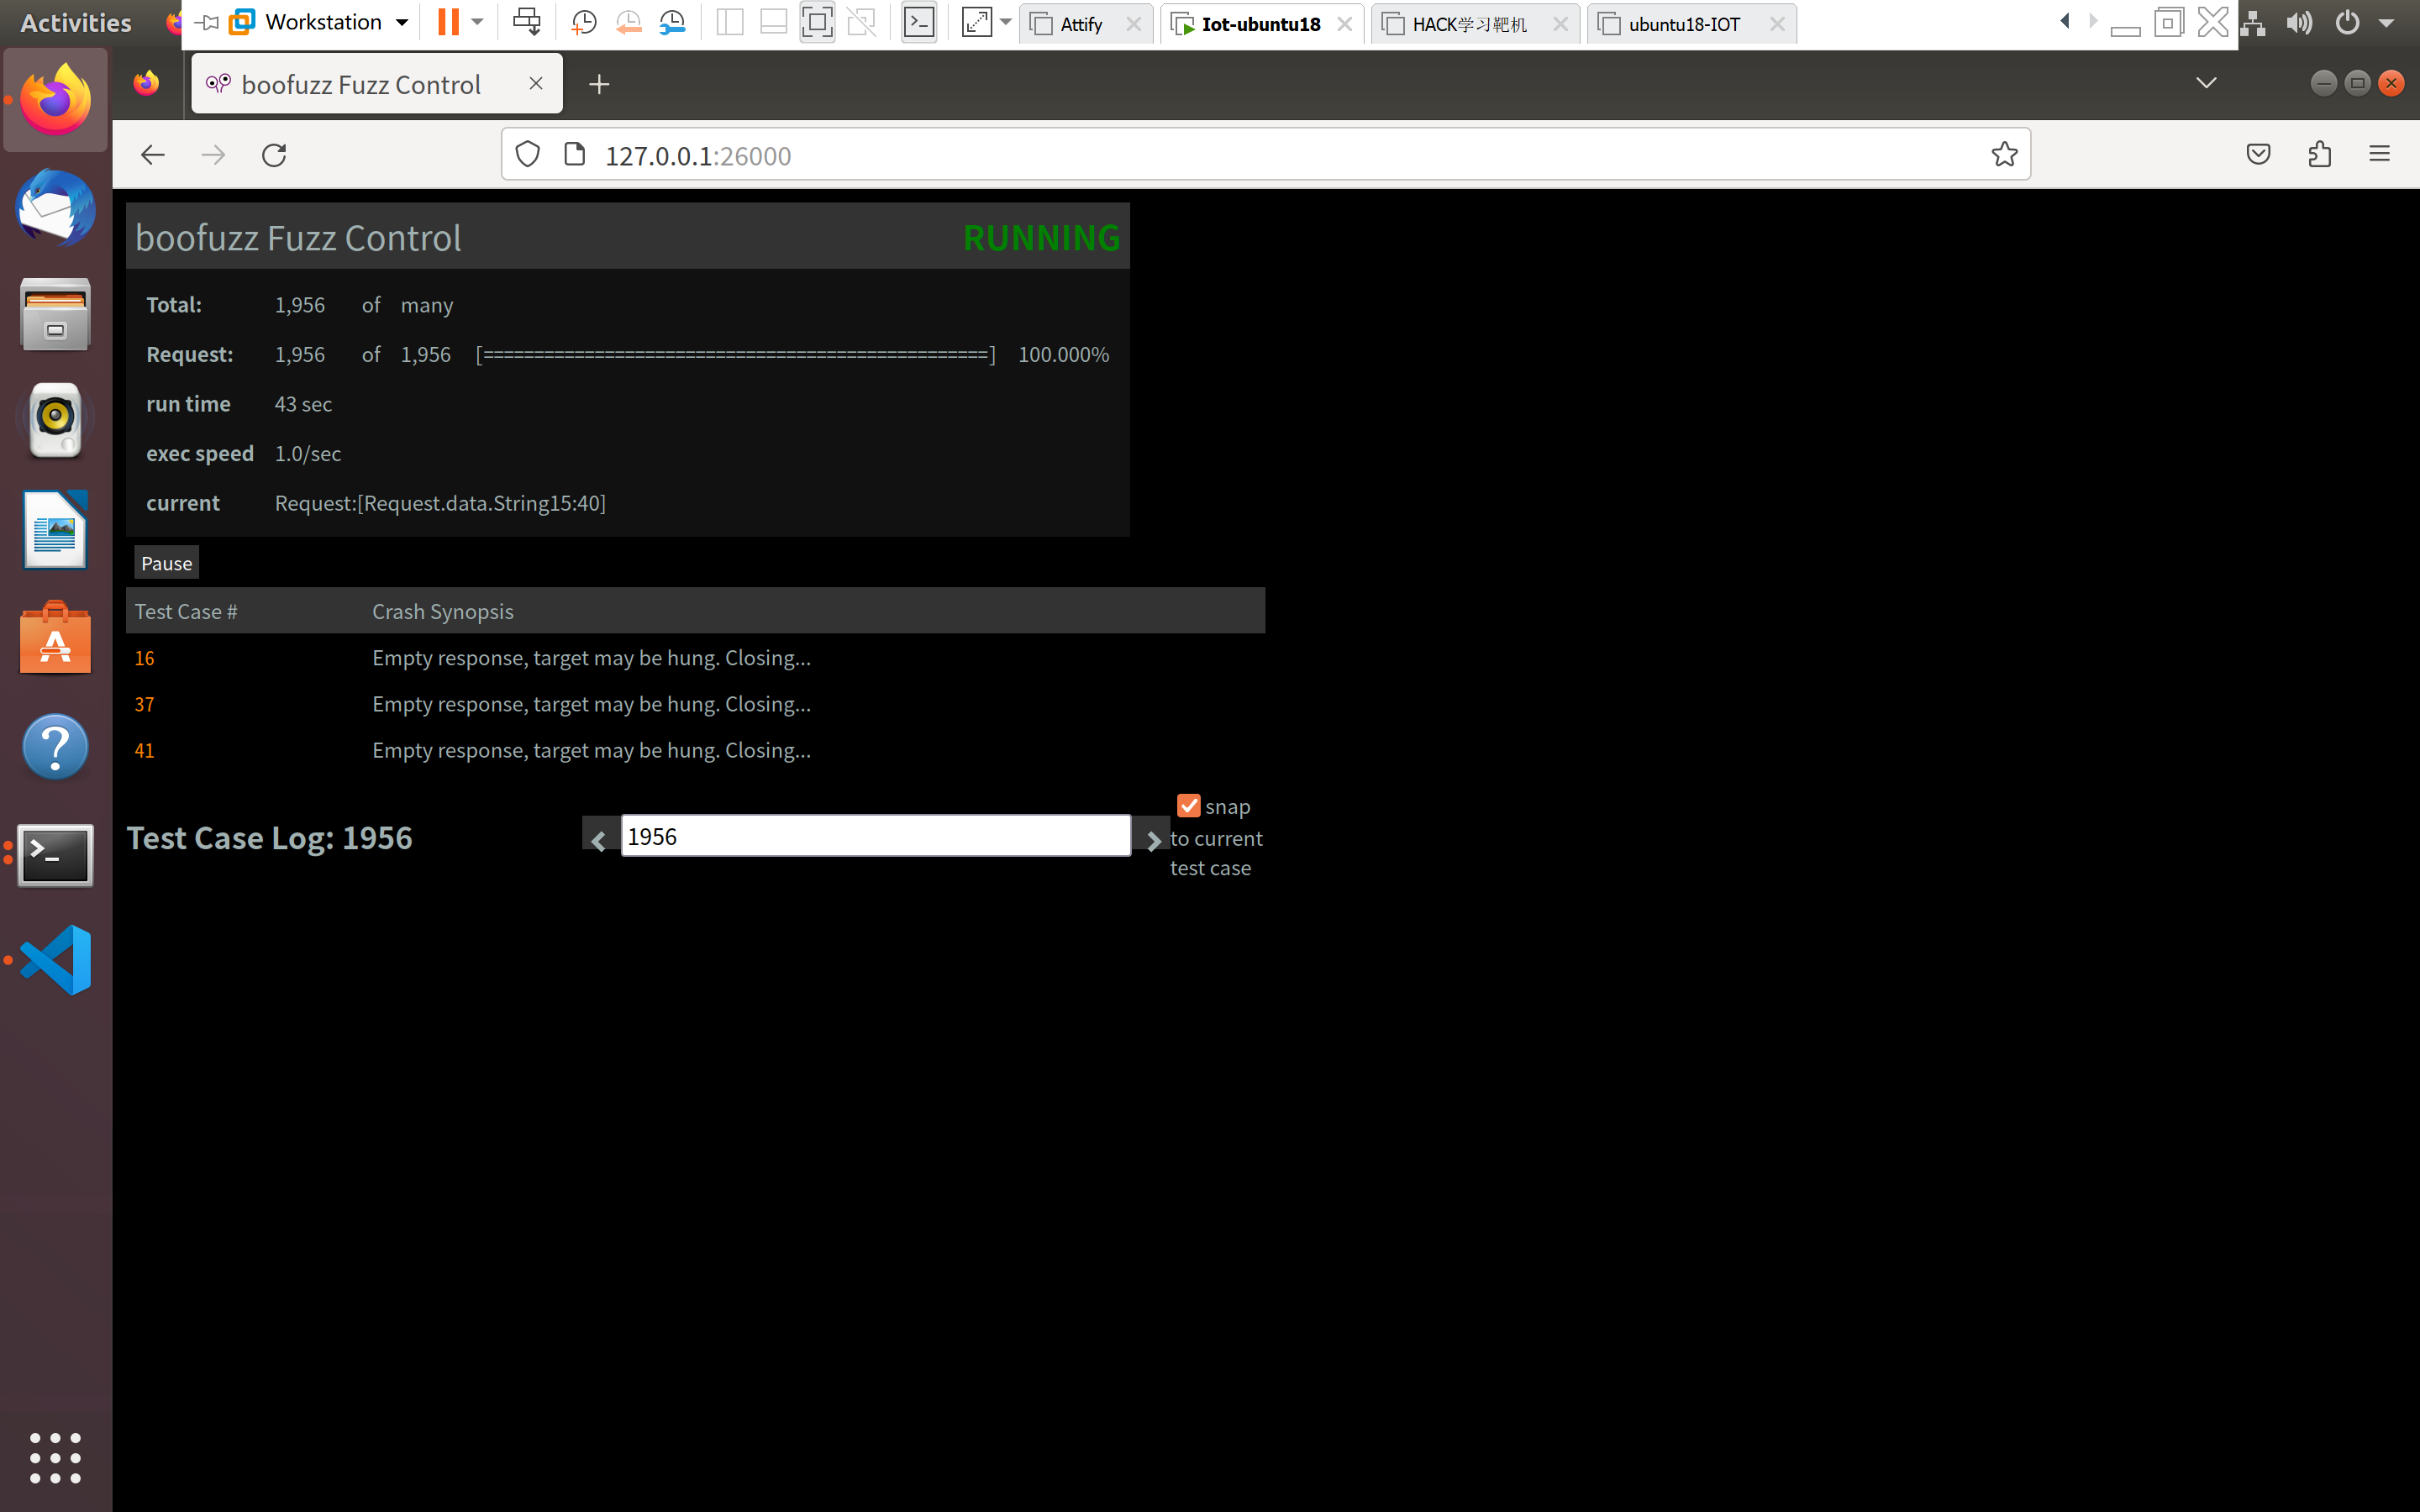 Activities
Workstation
Attify
Iot-ubuntu18
HACK学习靶机
ubuntu18-IOT
boofuzz Fuzz Control
127.0.0.1:26000
boofuzz Fuzz Control RUNNING
Total: 1,956 of many
Request: 1,956 of 1,956 [==================================================] 100.000%
run time 43 sec
exec speed 1.0/sec
current Request:[Request.data.String15:40]
Pause
Test Case # Crash Synopsis
16 Empty response, target may be hung. Closing...
37 Empty response, target may be hung. Closing...
41 Empty response, target may be hung. Closing...
Test Case Log: 1956
1956
snap
to current
test case